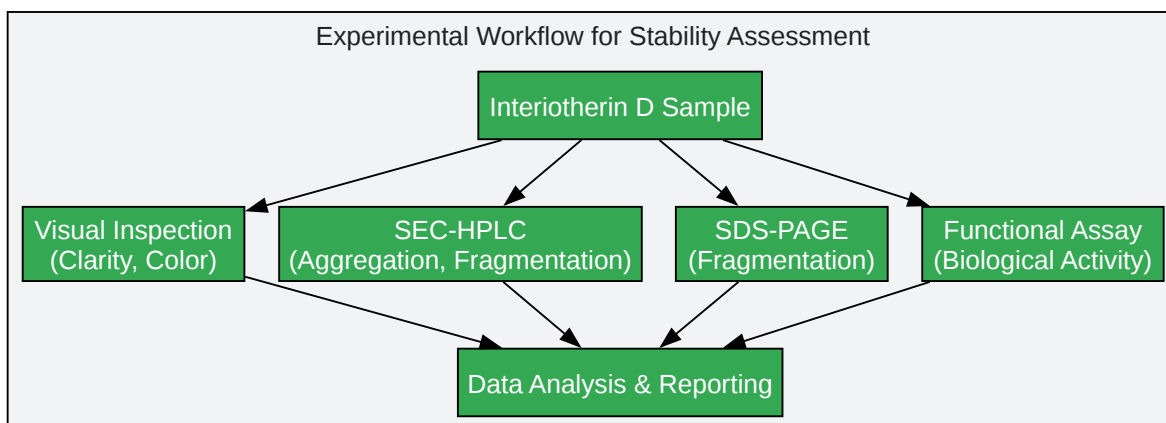 Experimental Workflow for Stability Assessment
Interiotherin D Sample
Visual Inspection
(Clarity, Color)
SEC-HPLC
(Aggregation, Fragmentation)
SDS-PAGE
(Fragmentation)
Functional Assay
(Biological Activity)
Data Analysis & Reporting